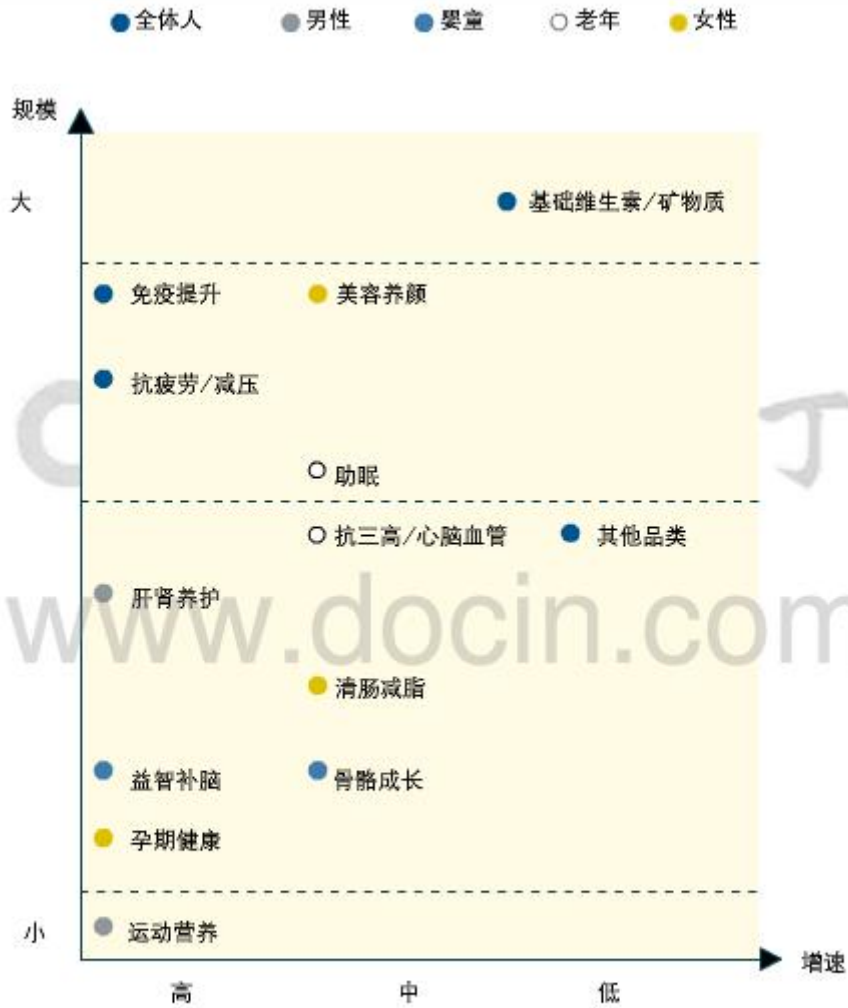 全体人 男性 婴童 老年 女性
规模
大
基础维生素/矿物质
免疫提升 美容养颜
抗疲劳/减压
助眠
抗三高/心脑血管 其他品类
肝肾养护
www.docin.com
清肠减脂
益智补脑 骨骼成长
孕期健康
小
运动营养
增速
高 中 低